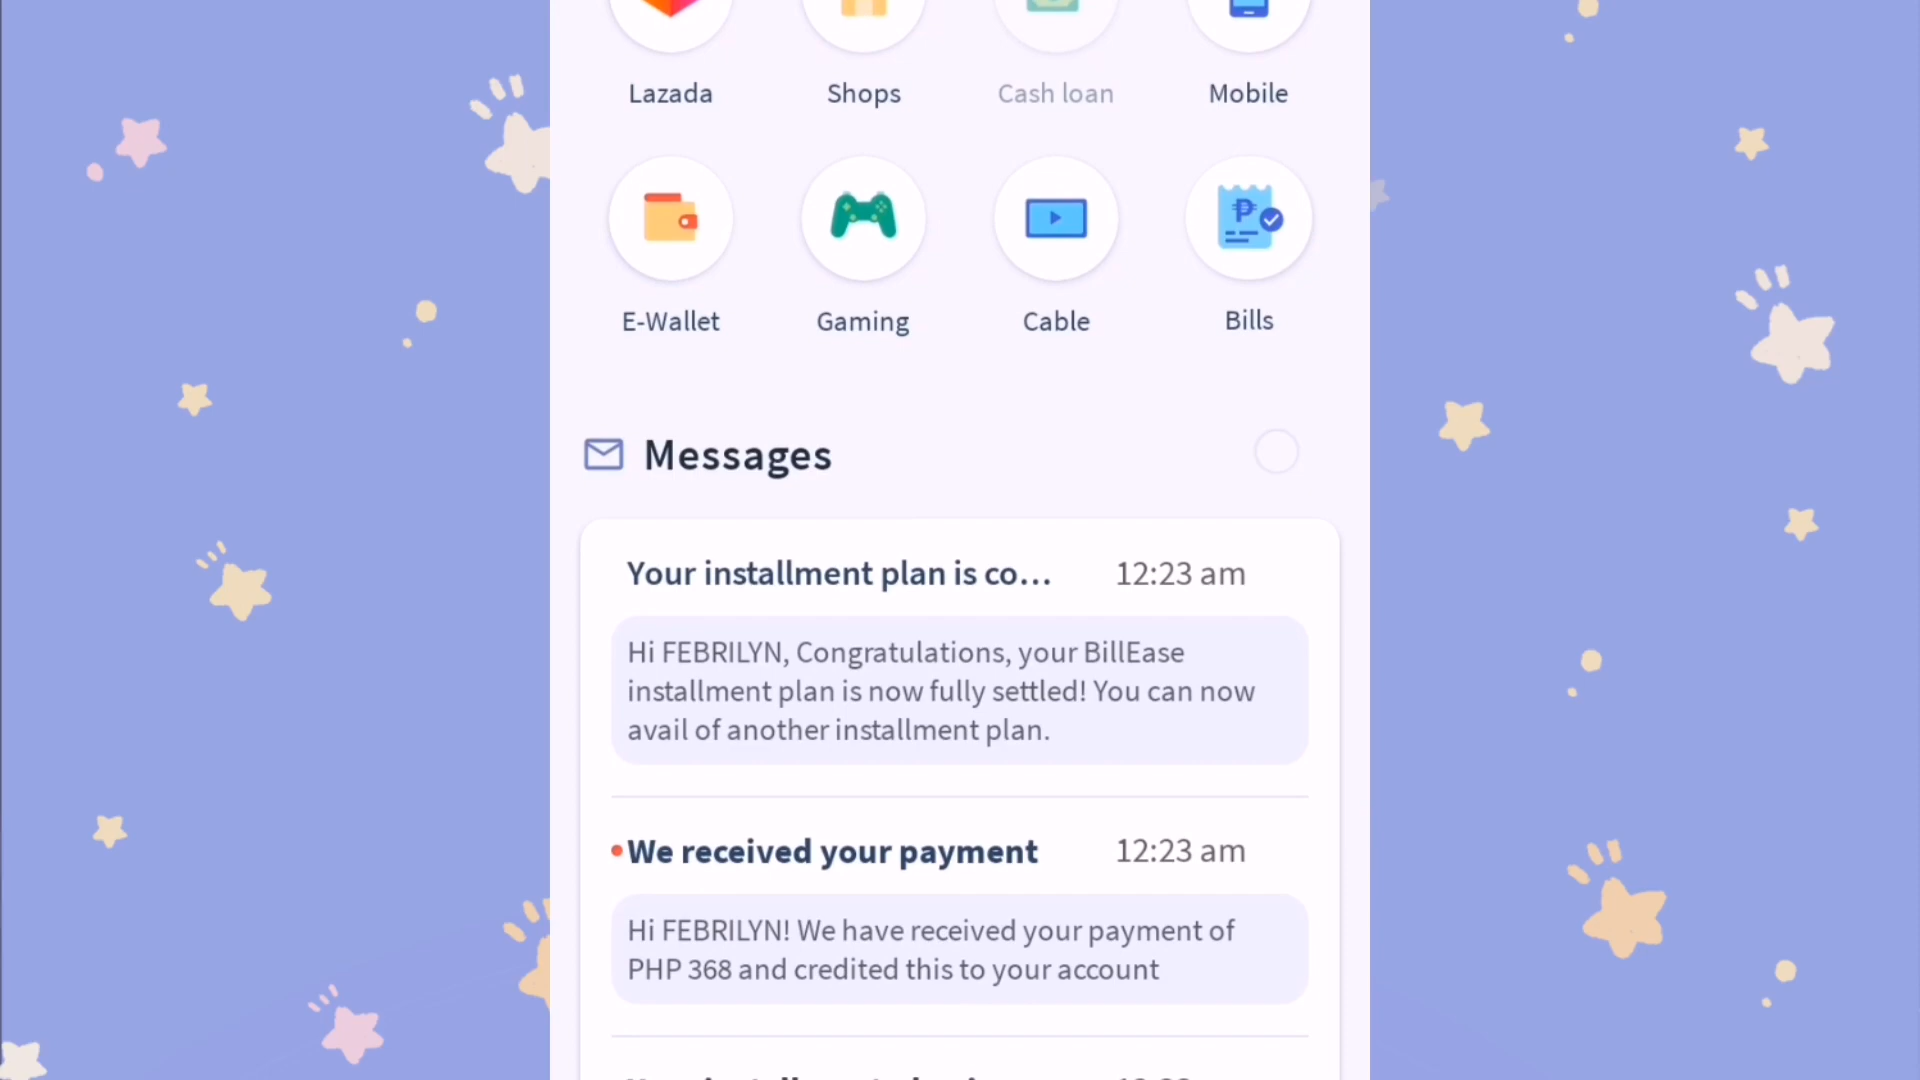 Lazada
Shops
Cash loan
Mobile
E-Wallet
Gaming
Cable
Bills
Messages
Your installment plan is co...
12:23 am
Hi FEBRILYN, Congratulations, your BillEase
installment plan is now fully settled! You can now
avail of another installment plan.
We received your payment
12:23 am
Hi FEBRILYN! We have received your payment of
PHP 368 and credited this to your account